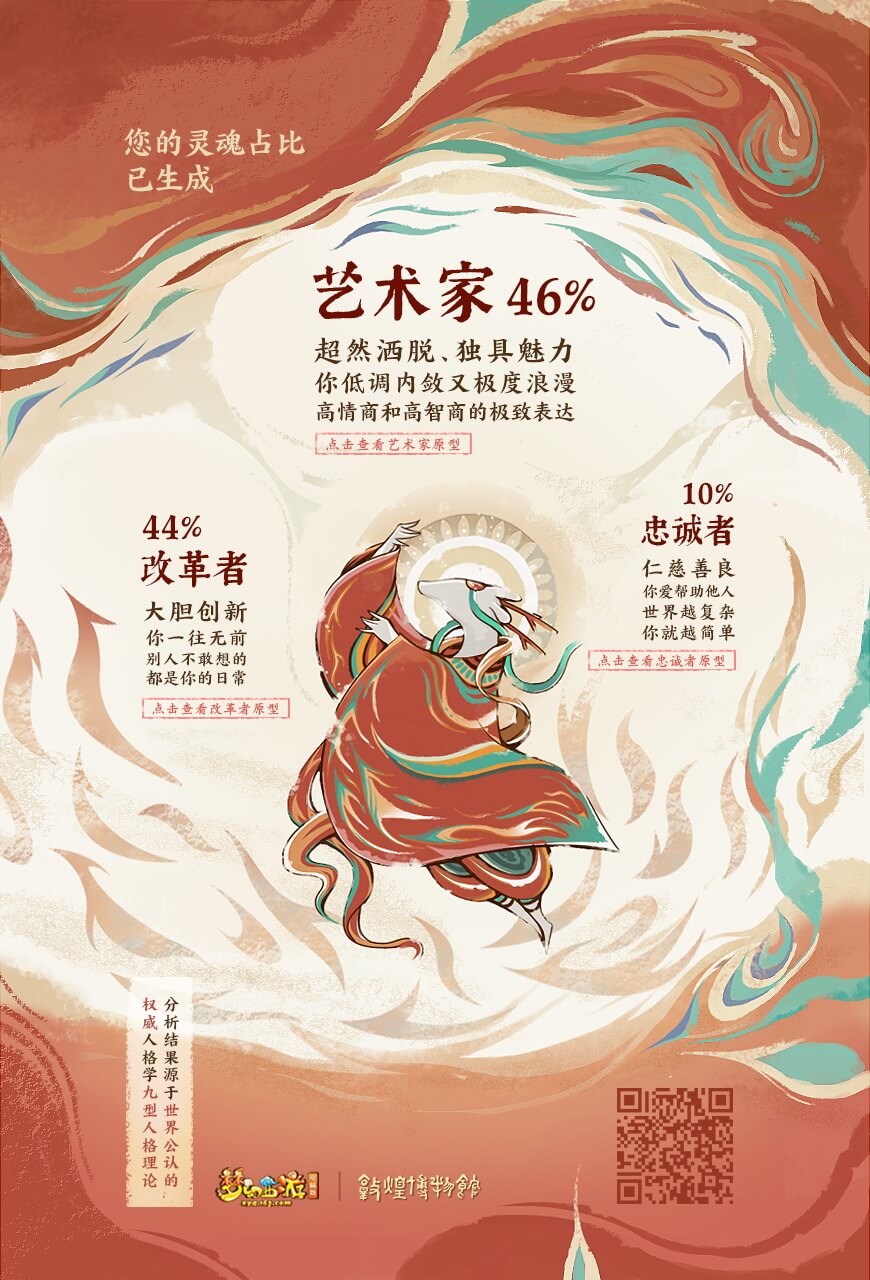 您的灵魂占比
已生成
艺术家 46%
超然洒脱、独具魅力
你低调内敛又极度浪漫
高情商和高智商的极致表达
点击查看艺术家原型
44%
改革者
大胆创新
你一往无前
别人不敢想的
都是你的日常
点击查看改革者原型
10%
忠诚者
仁慈善良
你爱帮助他人
世界越复杂
你就越简单
点击查看忠诚者原型
分析结果源于世界公认的
权威人格学九型人格理论
梦幻西游
xyq.163.com
敦煌博物館